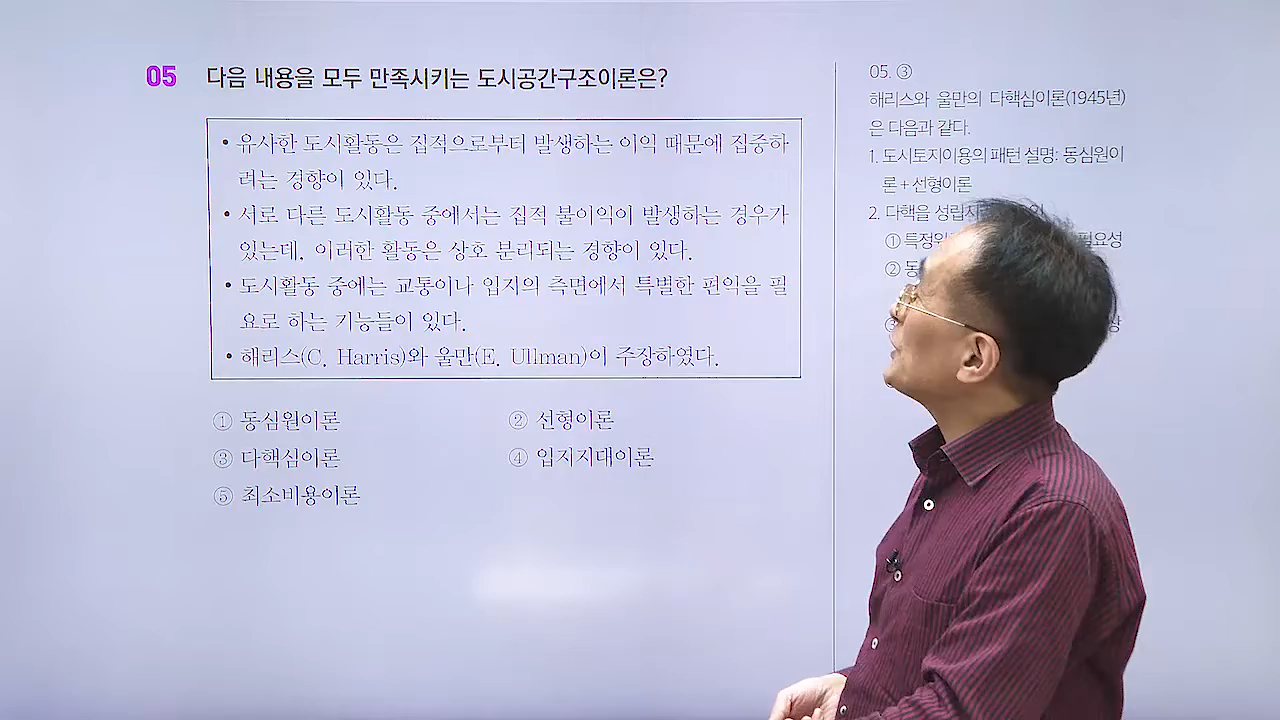 05 다음 내용을 모두 만족시키는 도시공간구조이론은?
• 유사한 도시활동은 집적으로부터 발생하는 이익 때문에 집중하
려는 경향이 있다.
• 서로 다른 도시활동 중에서는 집적 불이익이 발생하는 경우가
있는데, 이러한 활동은 상호 분리되는 경향이 있다.
• 도시활동 중에는 교통이나 입지의 측면에서 특별한 편익을 필
요로 하는 기능들이 있다.
• 해리스(C. Harris)와 울만(E. Ullman)이 주장하였다.
① 동심원이론
② 선형이론
③ 다핵심이론
④ 입지지대이론
⑤ 최소비용이론
05. ③
해리스와 울만의 다핵심이론(1945년)
은 다음과 같다.
1. 도시토지이용의 패턴 설명: 동심원이
론 + 선형이론
2. 다핵을 성립시
① 특정 필요성
② 동